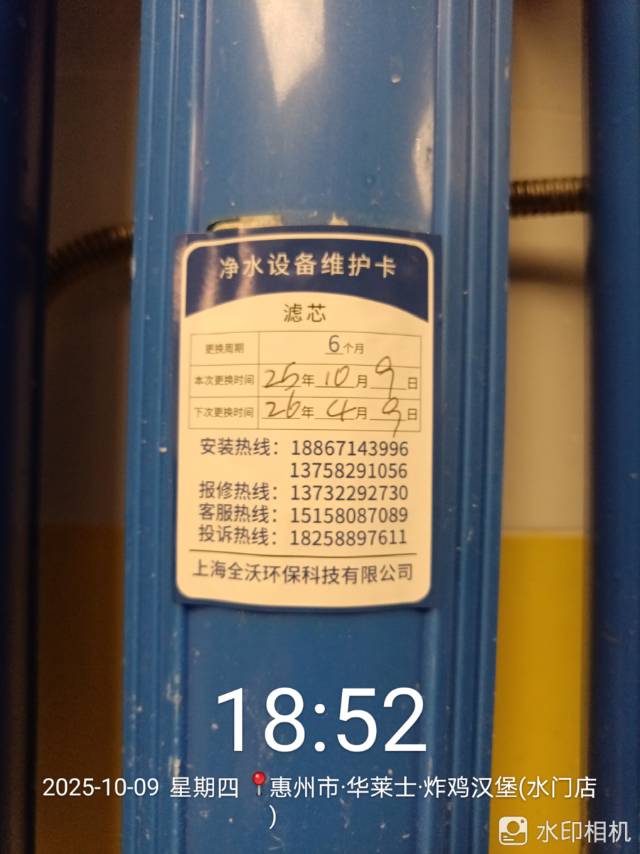 净水设备维护卡
滤芯
更换周期 6个月
本次更换时间 25年10月9日
下次更换时间 26年4月9日
安装热线：18867143996
13758291056
报修热线：13732292730
客服热线：15158087089
投诉热线：18258897611
上海全沃环保科技有限公司
18:52
2025-10-09 星期四 📍惠州市·华莱士·炸鸡汉堡(水门店
)
水印相机